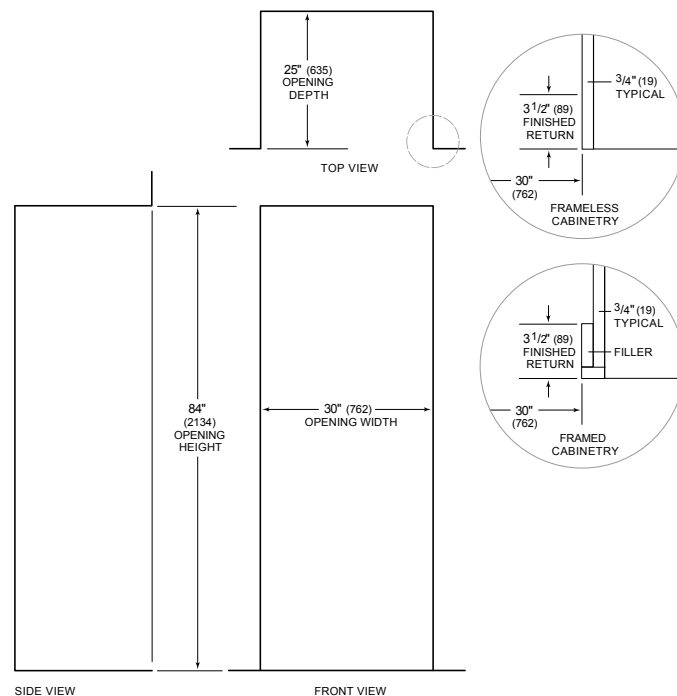 25" (635)
OPENING
DEPTH
TOP VIEW
3/4" (19)
TYPICAL
3 1/2" (89)
FINISHED
RETURN
30"
(762)
FRAMELESS
CABINETRY
3/4" (19)
TYPICAL
3 1/2" (89)
FINISHED
RETURN
FILLER
30"
(762)
FRAMED
CABINETRY
84"
(2134)
OPENING
HEIGHT
30" (762)
OPENING WIDTH
SIDE VIEW
FRONT VIEW